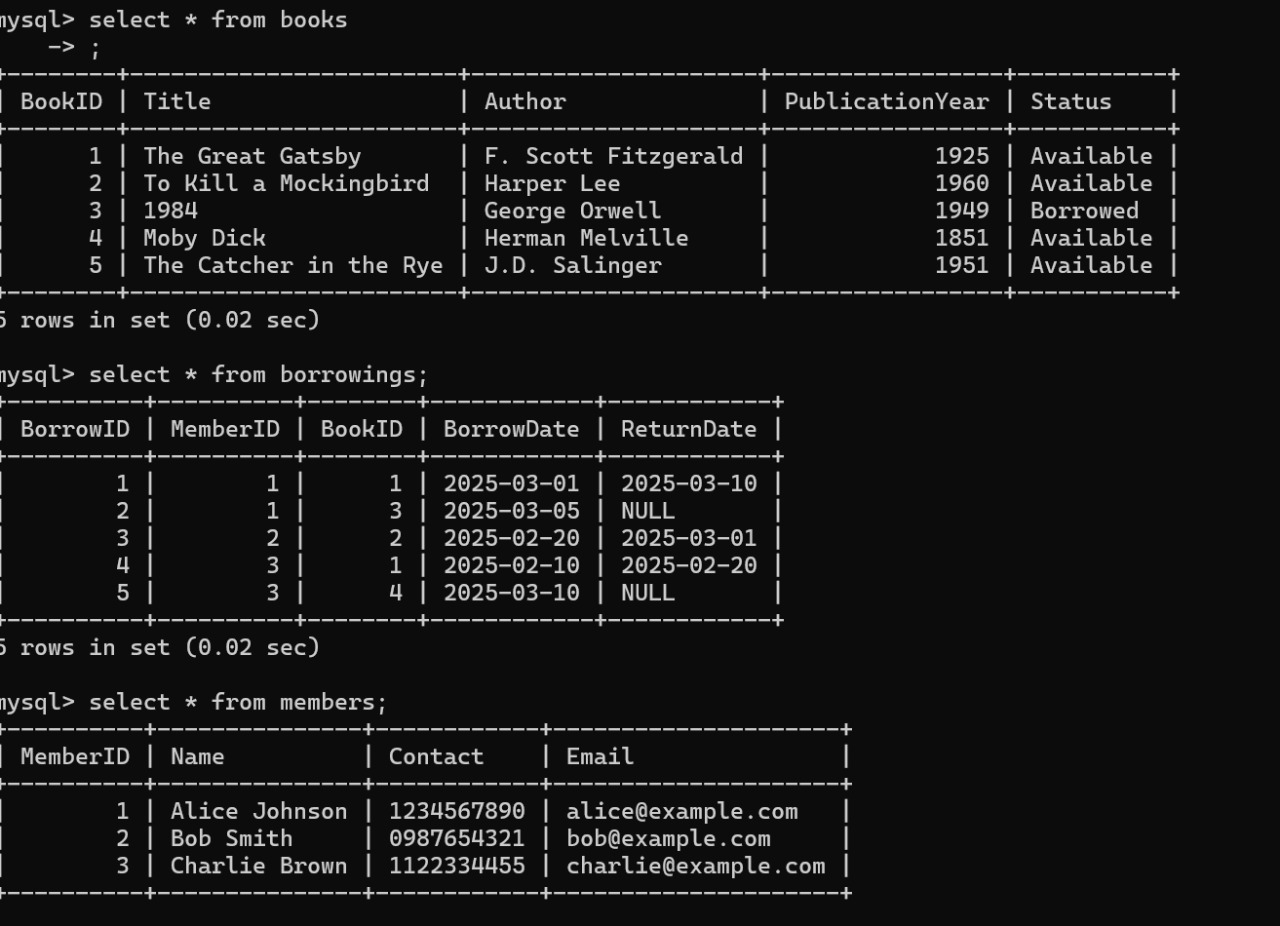 mysql> select * from books
    -> ;
+--------+------------------------+---------------------+-----------------+-----------+
| BookID | Title                  | Author              | PublicationYear | Status    |
+--------+------------------------+---------------------+-----------------+-----------+
|      1 | The Great Gatsby       | F. Scott Fitzgerald |            1925 | Available |
|      2 | To Kill a Mockingbird  | Harper Lee          |            1960 | Available |
|      3 | 1984                   | George Orwell       |            1949 | Borrowed  |
|      4 | Moby Dick              | Herman Melville     |            1851 | Available |
|      5 | The Catcher in the Rye | J.D. Salinger       |            1951 | Available |
+--------+------------------------+---------------------+-----------------+-----------+
5 rows in set (0.02 sec)

mysql> select * from borrowings;
+----------+----------+--------+------------+------------+
| BorrowID | MemberID | BookID | BorrowDate | ReturnDate |
+----------+----------+--------+------------+------------+
|        1 |        1 |      1 | 2025-03-01 | 2025-03-10 |
|        2 |        1 |      3 | 2025-03-05 | NULL       |
|        3 |        2 |      2 | 2025-02-20 | 2025-03-01 |
|        4 |        3 |      1 | 2025-02-10 | 2025-02-20 |
|        5 |        3 |      4 | 2025-03-10 | NULL       |
+----------+----------+--------+------------+------------+
5 rows in set (0.02 sec)

mysql> select * from members;
+----------+---------------+------------+---------------------+
| MemberID | Name          | Contact    | Email               |
+----------+---------------+------------+---------------------+
|        1 | Alice Johnson | 1234567890 | alice@example.com   |
|        2 | Bob Smith     | 0987654321 | bob@example.com     |
|        3 | Charlie Brown | 1122334455 | charlie@example.com |
+----------+---------------+------------+---------------------+